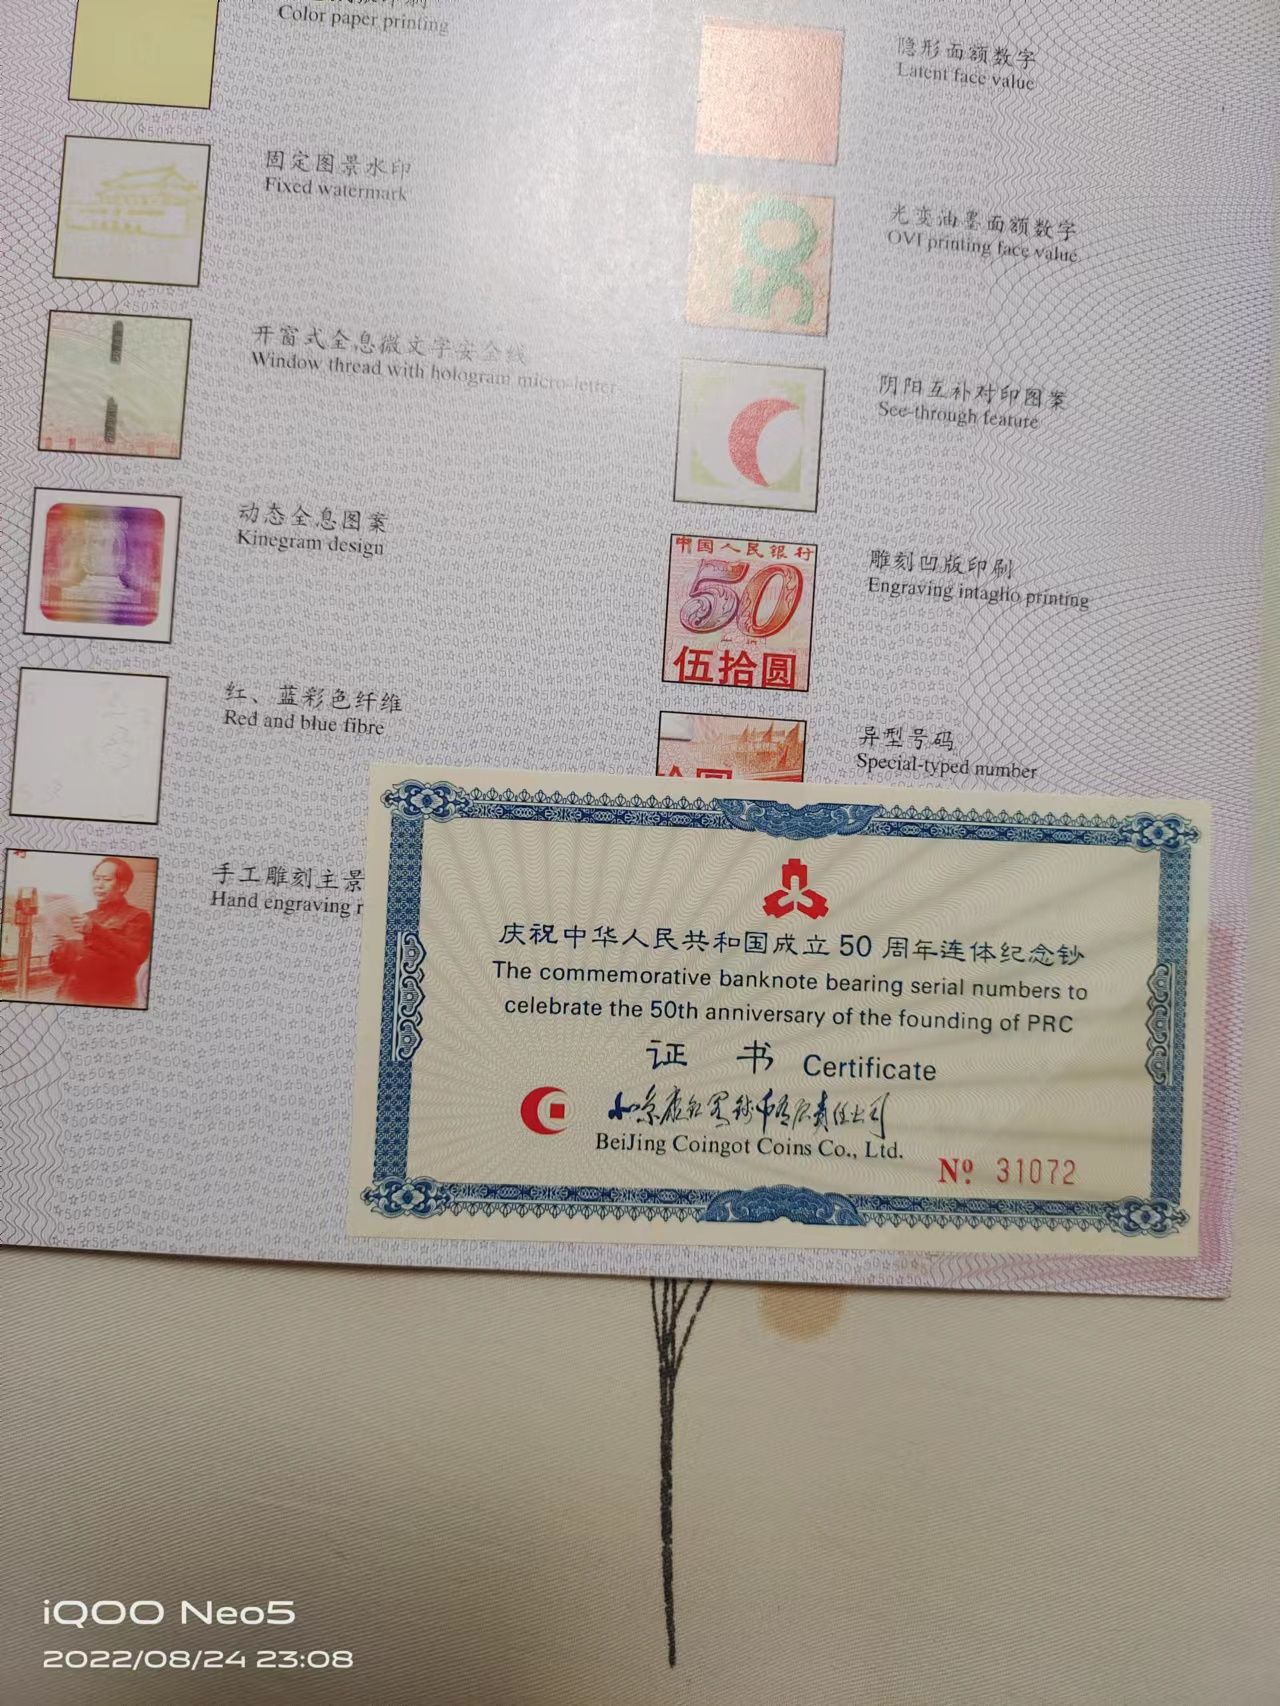 Color paper printing
固定图景水印
Fixed watermark
开窗式全息微文字安全线
Window thread with hologram micro-letter
动态全息图案
Kinegram design
红、蓝彩色纤维
Red and blue fibre
手工雕刻主景
Hand engraving
隐形面额数字
Latent face value
光变油墨面额数字
OVI printing face value
50
阴阳互补对印图案
See-through feature
中国人民银行
50
伍拾圆
雕刻凹版印刷
Engraving intaglio printing
异型号码
Special-typed number
庆祝中华人民共和国成立50周年连体纪念钞
The commemorative banknote bearing serial numbers to
celebrate the 50th anniversary of the founding of PRC
证 书 Certificate
BeiJing Coingot Coins Co., Ltd.
Nº 31072
iQOO Neo5
2022/08/24 23:08